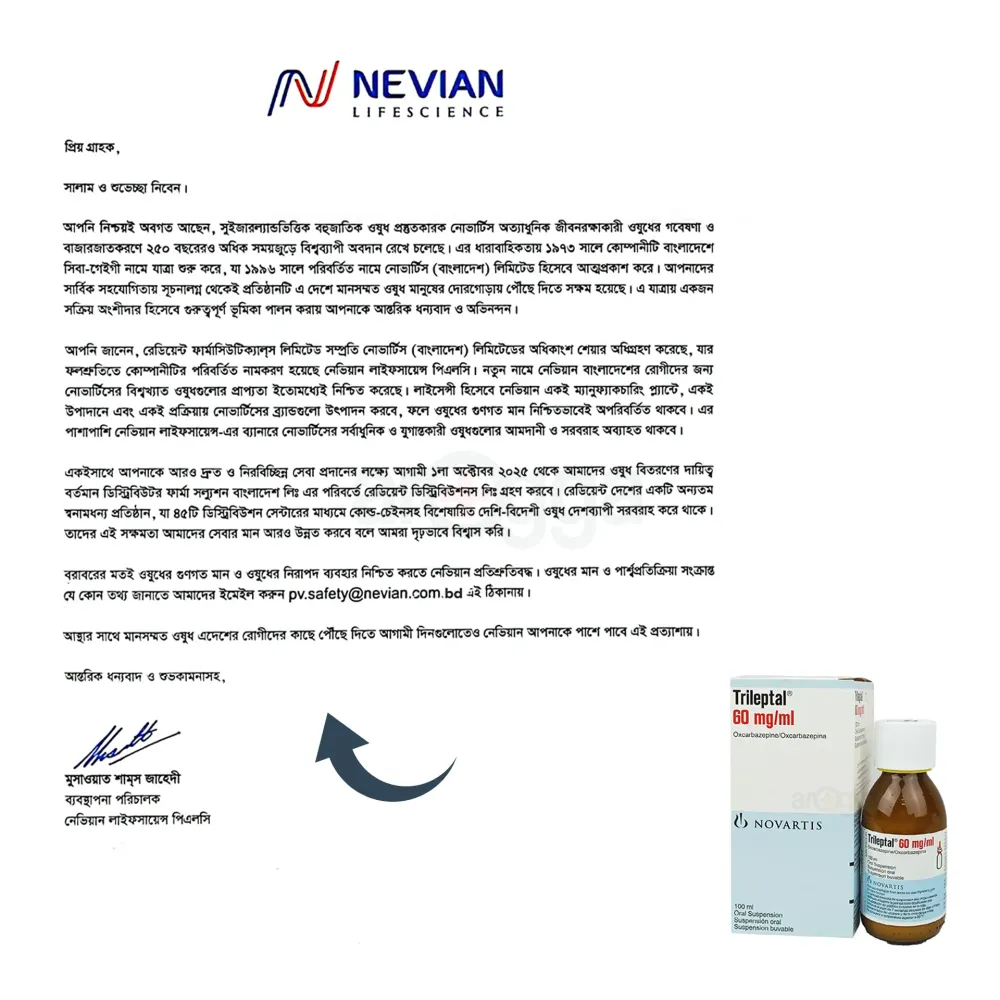 NEVIAN
LIFESCIENCE
প্রিয় গ্রাহক,
সালাম ও শুভেচ্ছা নিবেন।
আপনি নিশ্চয়ই অবগত আছেন, সুইজারল্যান্ডভিত্তিক বহুজাতিক ওষুধ প্রস্তুতকারক নোভার্টিস অত্যাধুনিক জীবনরক্ষাকারী ওষুধের গবেষণা ও
বাজারজাতকরণে ২৫০ বছরেরও অধিক সময়জুড়ে বিশ্বব্যাপী অবদান রেখে চলেছে। এর ধারাবাহিকতায় ১৯৭৩ সালে কোম্পানীটি বাংলাদেশে
সিবা-গেইগী নামে যাত্রা শুরু করে, যা ১৯৯৬ সালে পরিবর্তিত নামে নোভার্টিস (বাংলাদেশ) লিমিটেড হিসেবে আত্মপ্রকাশ করে। আপনাদের
সার্বিক সহযোগিতায় সূচনালগ্ন থেকেই প্রতিষ্ঠানটি এ দেশে মানসম্মত ওষুধ মানুষের দোরগোড়ায় পৌঁছে দিতে সক্ষম হয়েছে। এ যাত্রায় একজন
সক্রিয় অংশীদার হিসেবে গুরুত্বপূর্ণ ভূমিকা পালন করায় আপনাকে আন্তরিক ধন্যবাদ ও অভিনন্দন।
আপনি জানেন, রেডিয়েন্ট ফার্মাসিউটিক্যাল্স লিমিটেড সম্প্রতি নোভার্টিস (বাংলাদেশ) লিমিটেডের অধিকাংশ শেয়ার অধিগ্রহণ করেছে, যার
ফলশ্রুতিতে কোম্পানীটির পরিবর্তিত নামকরণ হয়েছে নেভিয়ান লাইফসায়েন্স পিএলসি। নতুন নামে নেভিয়ান বাংলাদেশের রোগীদের জন্য
নোভার্টিসের বিশ্বখ্যাত ওষুধগুলোর প্রাপ্যতা ইতোমধ্যেই নিশ্চিত করেছে। লাইসেন্সী হিসেবে নেভিয়ান একই ম্যানুফ্যাকচারিং প্ল্যান্টে, একই
উপাদানে এবং একই প্রক্রিয়ায় নোভার্টিসের ব্র্যান্ডগুলো উৎপাদন করবে, ফলে ওষুধের গুণগত মান নিশ্চিতভাবেই অপরিবর্তিত থাকবে। এর
পাশাপাশি নেভিয়ান লাইফসায়েন্স-এর ব্যানারে নোভার্টিসের সর্বাধুনিক ও যুগান্তকারী ওষুধগুলোর আমদানী ও সরবরাহ অব্যাহত থাকবে।
একইসাথে আপনাকে আরও দ্রুত ও নিরবিচ্ছিন্ন সেবা প্রদানের লক্ষ্যে আগামী ১লা অক্টোবর ২০২৫ থেকে আমাদের ওষুধ বিতরণের দায়িত্ব
বর্তমান ডিস্ট্রিবিউটর ফার্মা সল্যুশন বাংলাদেশ লিঃ এর পরিবর্তে রেডিয়েন্ট ডিস্ট্রিবিউশনস লিঃ গ্রহণ করবে। রেডিয়েন্ট দেশের একটি অন্যতম
স্বনামধন্য প্রতিষ্ঠান, যা ৪৫টি ডিস্ট্রিবিউশন সেন্টারের মাধ্যমে কোল্ড-চেইনসহ বিশেষায়িত দেশি-বিদেশী ওষুধ দেশব্যাপী সরবরাহ করে থাকে।
তাদের এই সক্ষমতা আমাদের সেবার মান আরও উন্নত করবে বলে আমরা দৃঢ়ভাবে বিশ্বাস করি।
বরাবরের মতই ওষুধের গুণগত মান ও ওষুধের নিরাপদ ব্যবহার নিশ্চিত করতে নেভিয়ান প্রতিশ্রুতিবদ্ধ। ওষুধের মান ও পার্শ্বপ্রতিক্রিয়া সংক্রান্ত
যে কোন তথ্য জানাতে আমাদের ইমেইল করুন pv.safety@nevian.com.bd এই ঠিকানায়।
আস্থার সাথে মানসম্মত ওষুধ এদেশের রোগীদের কাছে পৌঁছে দিতে আগামী দিনগুলোতেও নেভিয়ান আপনাকে পাশে পাবে এই প্রত্যাশায়।
আন্তরিক ধন্যবাদ ও শুভকামনাসহ,
মুসাওয়াত শাম্‌স জাহেদী
ব্যবস্থাপনা পরিচালক
নেভিয়ান লাইফসায়েন্স পিএলসি
Trileptal®
60 mg/ml
Oxcarbazepine/Oxcarbazepina
NOVARTIS
100 ml
Oral Suspension
Suspensión oral
Suspension buvable
Trileptal® 60 mg/ml
Oxcarbazepine/Oxcarbazepina
100 ml
Oral Suspension
Suspensión oral
Suspension buvable
NOVARTIS